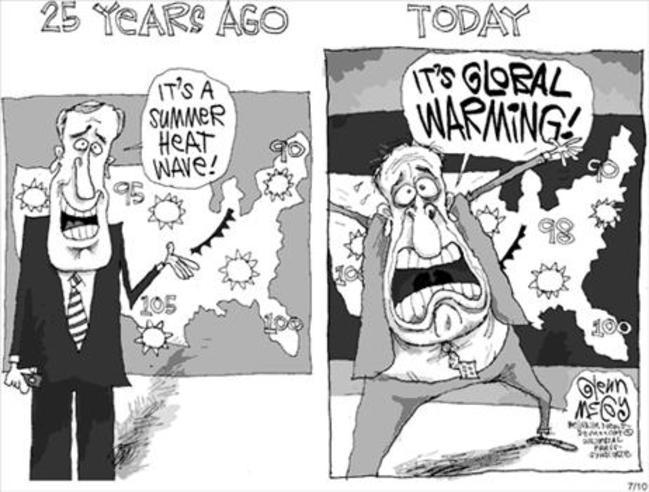 25 YEARS AGO
IT'S A
SUMMER
HEAT
WAVE!
90
95
105
100
TODAY
IT'S GLOBAL
WARMING!
90
98
10
100
Glenn
McCoy
7/10